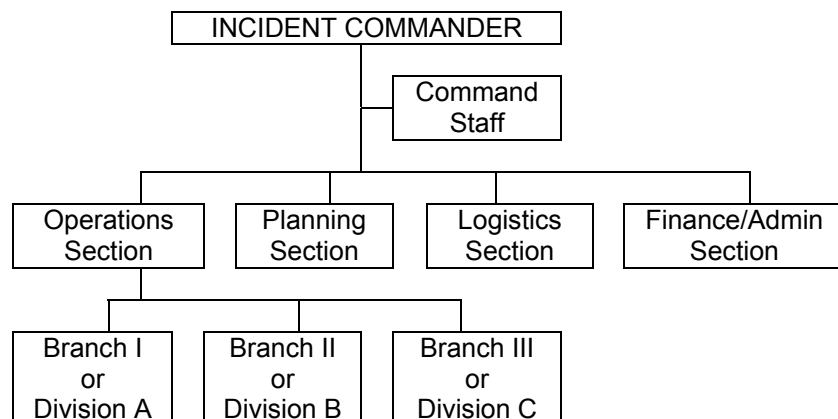 INCIDENT COMMANDER
Command
Staff
Operations
Section
Planning
Section
Logistics
Section
Finance/Admin
Section
Branch I
or
Division A
Branch II
or
Division B
Branch III
or
Division C